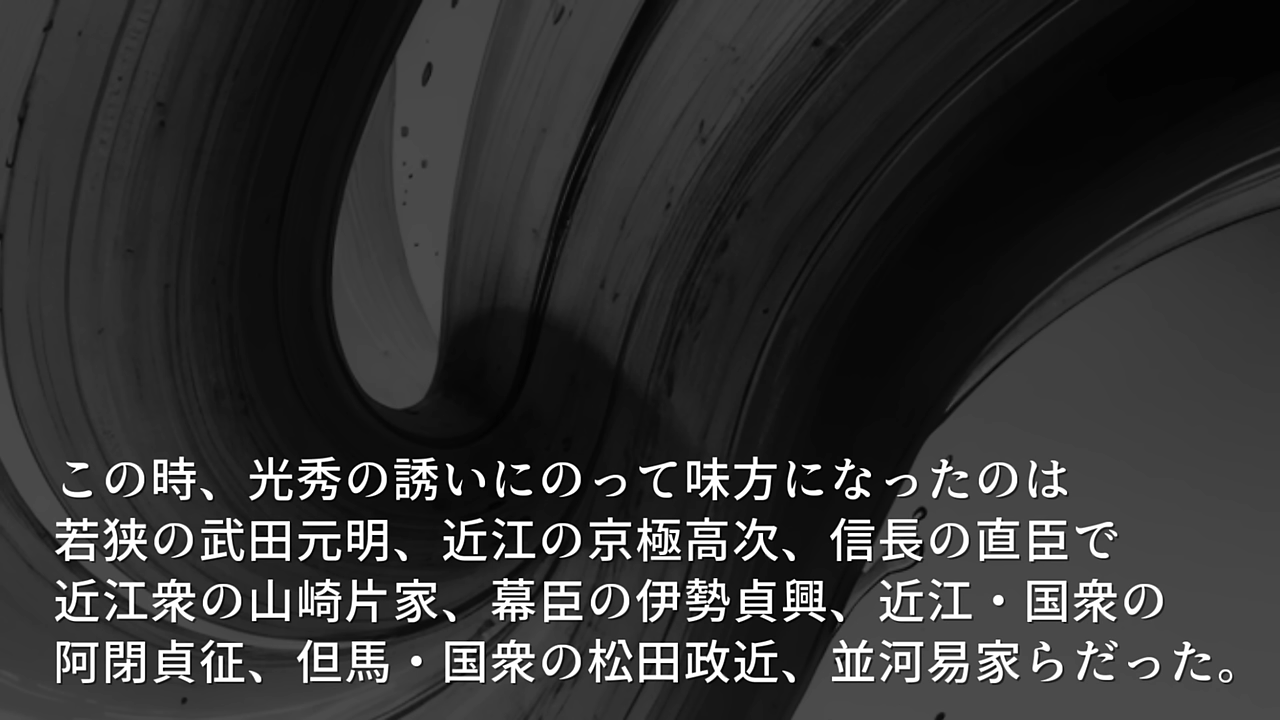 この時、光秀の誘いにのって味方になったのは
若狭の武田元明、近江の京極高次、信長の直臣で
近江衆の山崎片家、幕臣の伊勢貞興、近江・国衆の
阿閉貞征、但馬・国衆の松田政近、並河易家らだった。